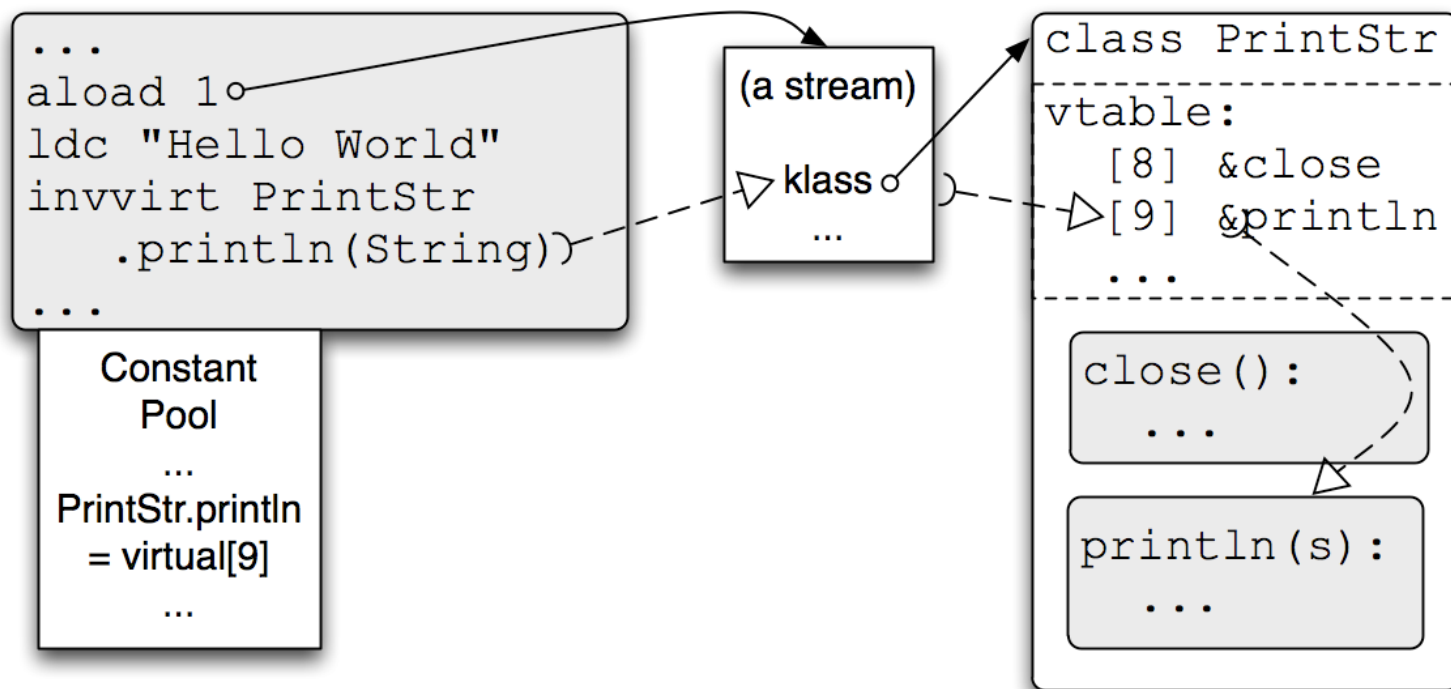 ...
aload 1
ldc "Hello World"
invvirt PrintStr
.println(String)
...
Constant
Pool
...
PrintStr.println
= virtual[9]
...
(a stream)
klass
...
class PrintStr
vtable:
[8] &close
[9] &println
...
close():
...
println(s):
...